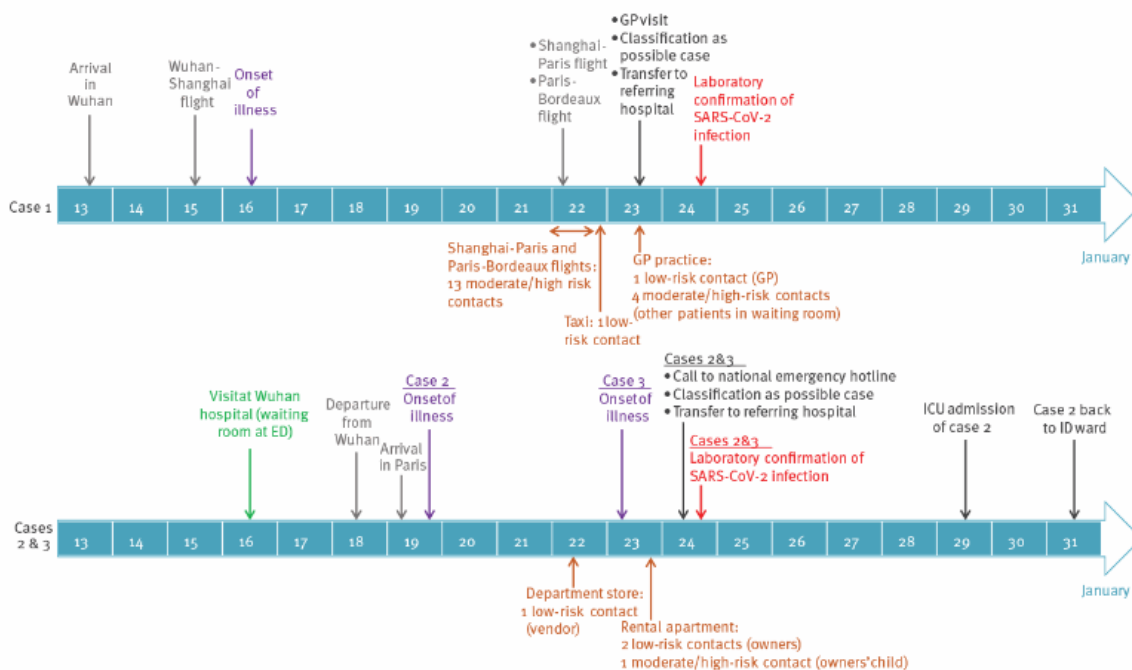 Arrival
in
Wuhan
Wuhan-
Shanghai
flight
Onset
of
illness
• Shanghai-
Paris flight
• Paris-
Bordeaux
flight
• GP visit
• Classification as
possible case
• Transfer to
referring
hospital
Laboratory
confirmation of
SARS-CoV-2
infection
Case 1
13 14 15 16 17 18 19 20 21 22 23 24 25 26 27 28 29 30 31
January
Shanghai-Paris and
Paris-Bordeaux flights:
13 moderate/high risk
contacts
Taxi: 1 low-
risk contact
GP practice:
1 low-risk contact (GP)
4 moderate/high-risk contacts
(other patients in waiting room)
Visit at Wuhan
hospital (waiting
room at ED)
Departure
from
Wuhan
Arrival
in Paris
Case 2
Onset of
illness
Case 3
Onset of
illness
Cases 2&3
• Call to national emergency hotline
• Classification as possible case
• Transfer to referring hospital
Cases 2&3
Laboratory confirmation of
SARS-CoV-2 infection
ICU admission
of case 2
Case 2 back
to ID ward
Cases
2 & 3
13 14 15 16 17 18 19 20 21 22 23 24 25 26 27 28 29 30 31
January
Department store:
1 low-risk contact
(vendor)
Rental apartment:
2 low-risk contacts (owners)
1 moderate/high-risk contact (owners' child)